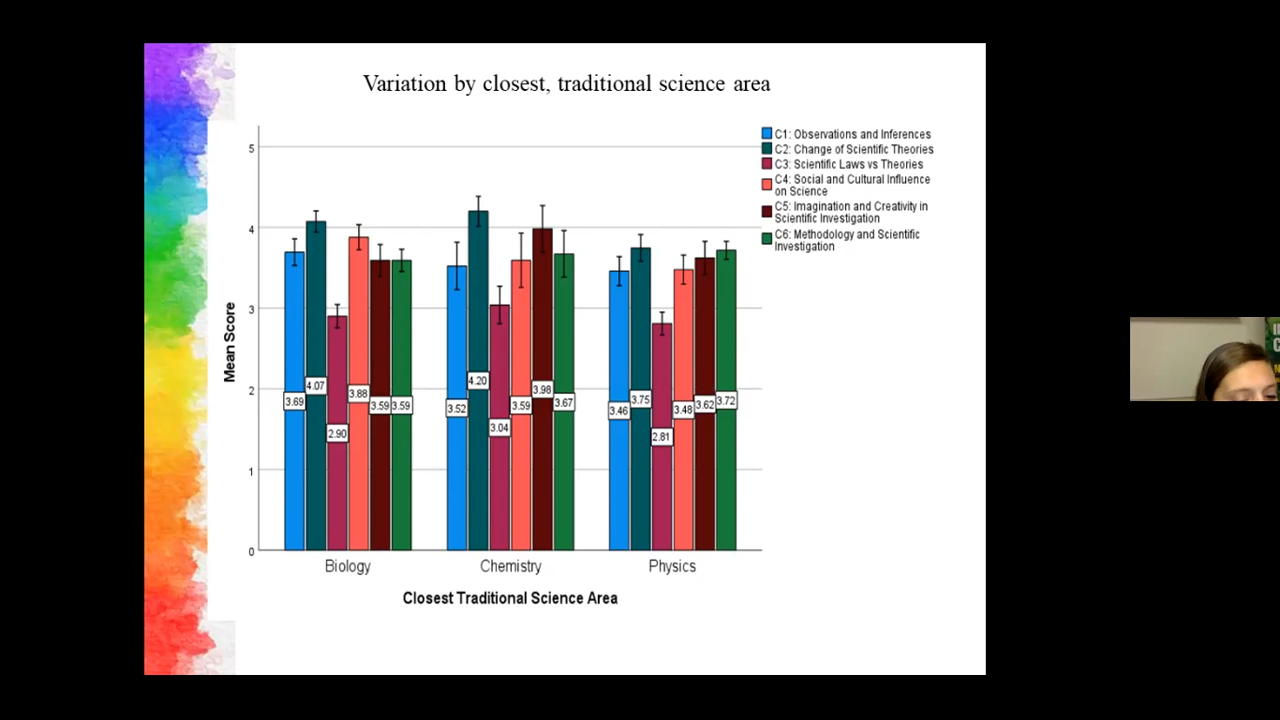 Variation by closest, traditional science area
C1: Observations and Inferences
C2: Change of Scientific Theories
C3: Scientific Laws vs Theories
C4: Social and Cultural Influence
on Science
C5: Imagination and Creativity in
Scientific Investigation
C6: Methodology and Scientific
Investigation
Mean Score
5
4
3
2
1
0
3.69
4.07
2.90
3.88
3.59
3.59
3.52
4.20
3.04
3.59
3.98
3.67
3.46
3.75
2.81
3.48
3.62
3.72
Biology
Chemistry
Physics
Closest Traditional Science Area